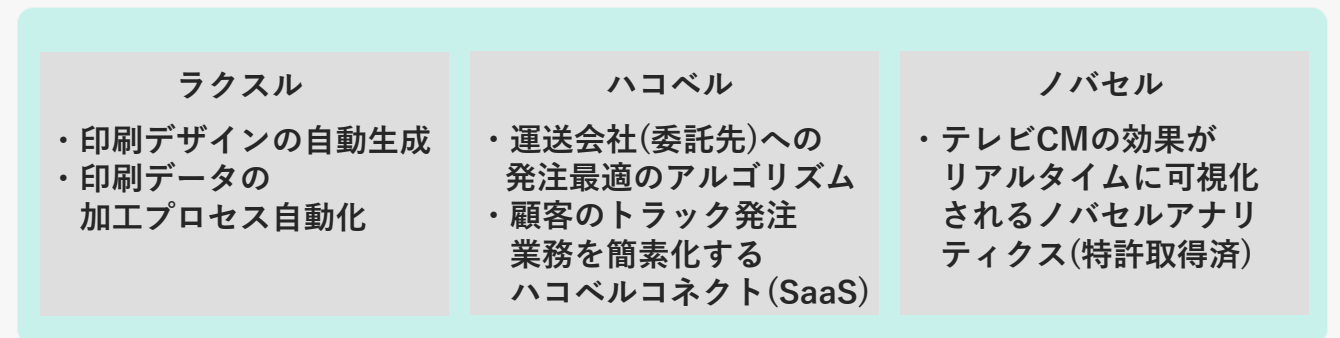 ラクスル
・印刷デザインの自動生成
・印刷データの
加工プロセス自動化
ハコベル
・運送会社(委託先)への
発注最適のアルゴリズム
・顧客のトラック発注
業務を簡素化する
ハコベルコネクト(SaaS)
ノバセル
・テレビCMの効果が
リアルタイムに可視化
されるノバセルアナリ
ティクス(特許取得済)